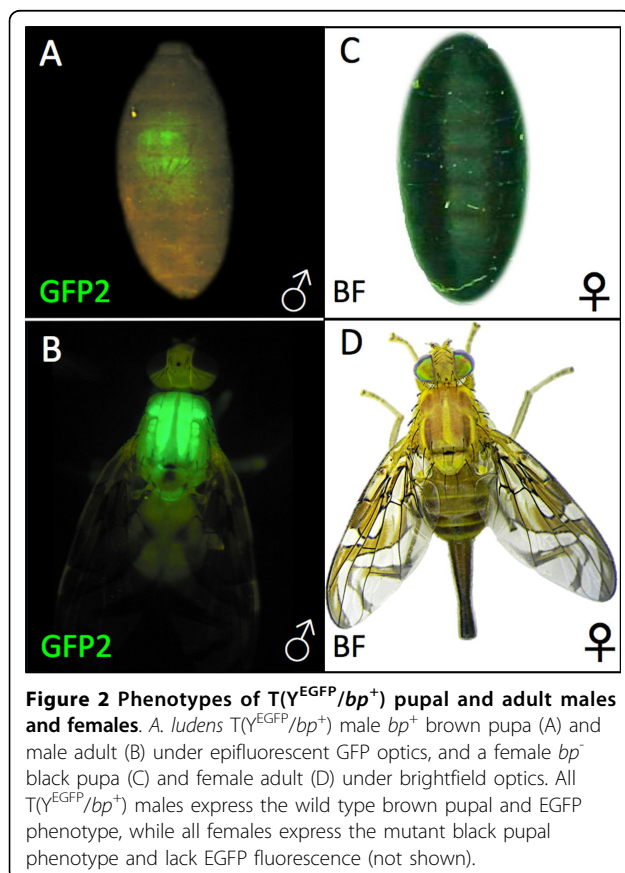 A
C
GFP2 ♂
BF ♀
B
D
GFP2 ♂
BF ♀
Figure 2 Phenotypes of T(Y^EGFP/bp^+) pupal and adult males
and females. A. ludens T(Y^EGFP/bp^+) male bp^+ brown pupa (A) and
male adult (B) under epifluorescent GFP optics, and a female bp^-
black pupa (C) and female adult (D) under brightfield optics. All
T(Y^EGFP/bp^+) males express the wild type brown pupal and EGFP
phenotype, while all females express the mutant black pupal
phenotype and lack EGFP fluorescence (not shown).